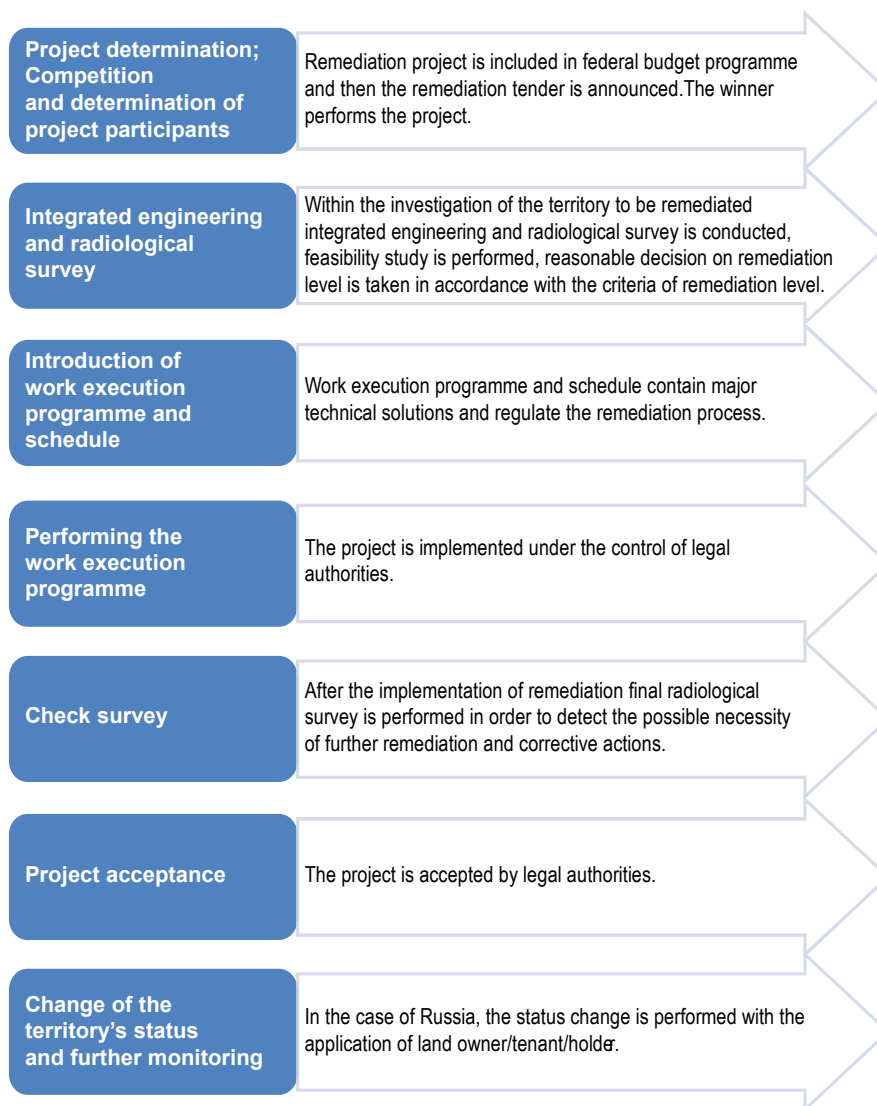 Project determination;
Competition
and determination of
project participants
Remediation project is included in federal budget programme
and then the remediation tender is announced.The winner
performs the project.
Integrated engineering
and radiological
survey
Within the investigation of the territory to be remediated
integrated engineering and radiological survey is conducted,
feasibility study is performed, reasonable decision on remediation
level is taken in accordance with the criteria of remediation level.
Introduction of
work execution
programme and
schedule
Work execution programme and schedule contain major
technical solutions and regulate the remediation process.
Performing the
work execution
programme
The project is implemented under the control of legal
authorities.
Check survey
After the implementation of remediation final radiological
survey is performed in order to detect the possible necessity
of further remediation and corrective actions.
Project acceptance
The project is accepted by legal authorities.
Change of the
territory’s status
and further monitoring
In the case of Russia, the status change is performed with the
application of land owner/tenant/holder.